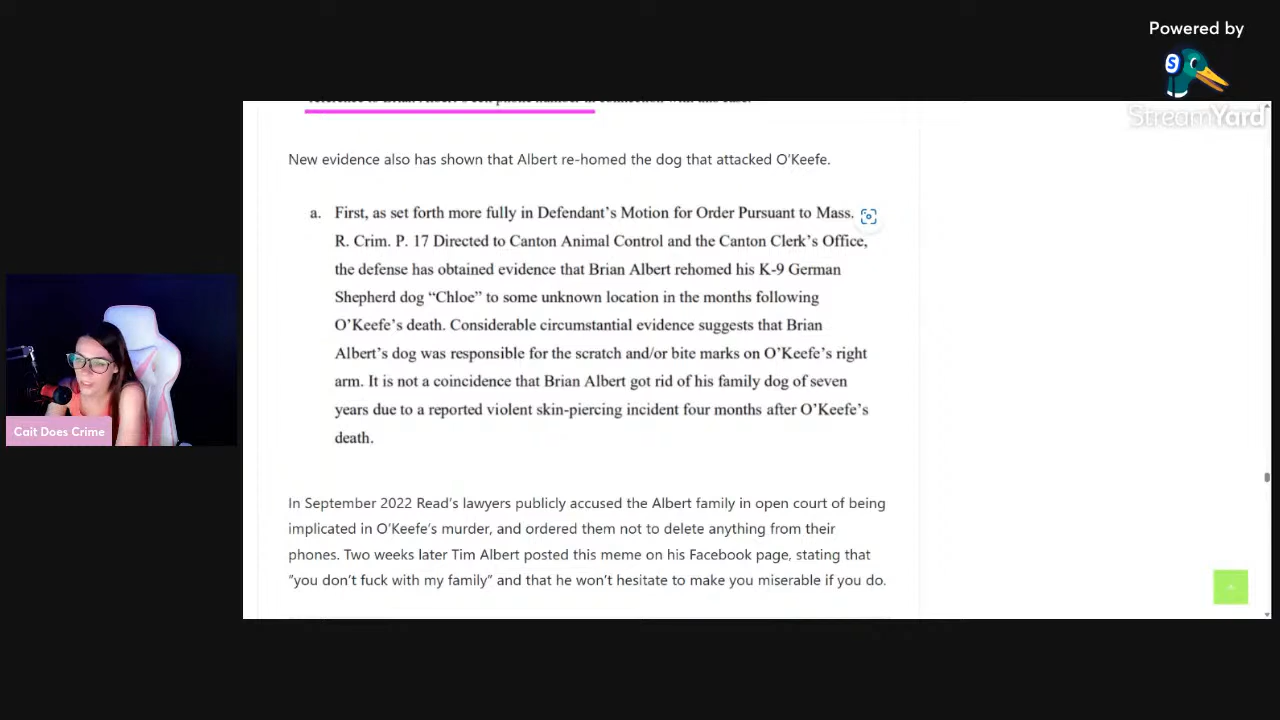 Powered by
S
StreamYard
New evidence also has shown that Albert re-homed the dog that attacked O'Keefe.
a. First, as set forth more fully in Defendant's Motion for Order Pursuant to Mass.
R. Crim. P. 17 Directed to Canton Animal Control and the Canton Clerk's Office,
the defense has obtained evidence that Brian Albert rehomed his K-9 German
Shepherd dog “Chloe” to some unknown location in the months following
O'Keefe's death. Considerable circumstantial evidence suggests that Brian
Albert's dog was responsible for the scratch and/or bite marks on O'Keefe's right
arm. It is not a coincidence that Brian Albert got rid of his family dog of seven
years due to a reported violent skin-piercing incident four months after O'Keefe's
death.
In September 2022 Read's lawyers publicly accused the Albert family in open court of being
implicated in O'Keefe's murder, and ordered them not to delete anything from their
phones. Two weeks later Tim Albert posted this meme on his Facebook page, stating that
"you don't fuck with my family" and that he won't hesitate to make you miserable if you do.
Cait Does Crime